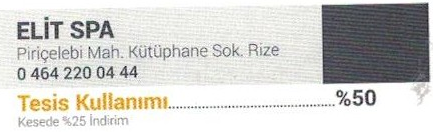 ELİT SPA
Piriçelebi Mah. Kütüphane Sok. Rize
0 464 220 04 44
Tesis Kullanımı..........................................%50
Kesede %25 İndirim